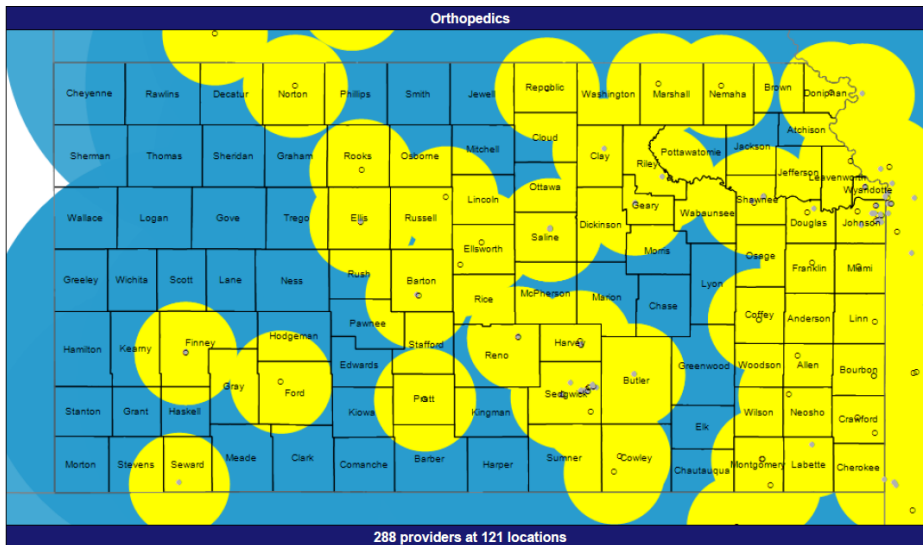 Orthopedics
Cheyenne Rawlins Decatur Norton Phillips Smith Jewell Republic Washington Marshall Nemaha Brown Doniphan
Sherman Thomas Sheridan Graham Rooks Osborne Mitchell Cloud Clay Riley Pottawatomie Jackson Atchison
Jefferson Leavenworth
Wyandotte
Wallace Logan Gove Trego Ellis Russell Lincoln Ottawa Geary Wabaunsee Shawnee Douglas Johnson
Saline Dickinson
Greeley Wichita Scott Lane Ness Rush Barton Ellsworth Morris Osage Franklin Miami
Rice McPherson Marion Chase Lyon
Hamilton Kearny Finney Hodgeman Pawnee Stafford Coffey Anderson Linn
Gray Ford Edwards Reno Harvey Butler Greenwood Woodson Allen Bourbon
Stanton Grant Haskell Kiowa Pratt Kingman Sedgwick Elk Wilson Neosho Crawford
Morton Stevens Seward Meade Clark Comanche Barber Harper Sumner Cowley Chautauqua Montgomery Labette Cherokee
288 providers at 121 locations